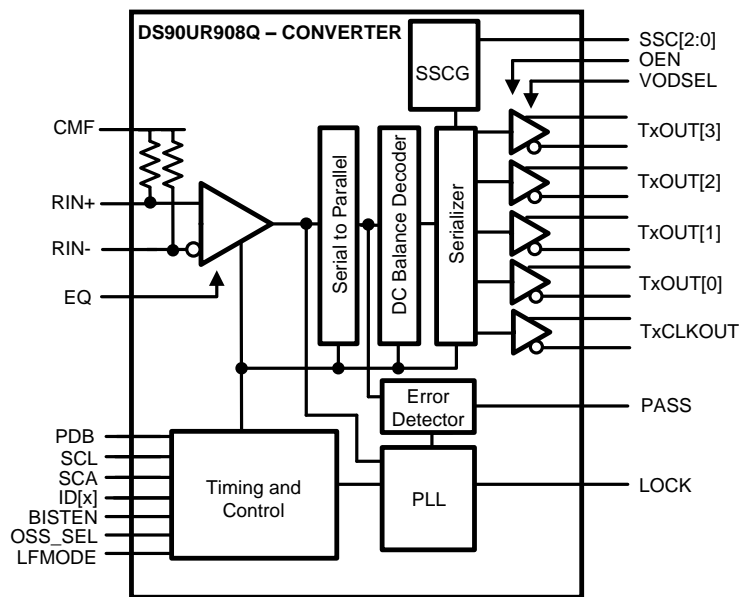 DS90UR908Q – CONVERTER
SSCG
SSC[2:0]
OEN
VODSEL
CMF
RIN+
RIN-
EQ
Serial to Parallel
DC Balance Decoder
Serializer
TxOUT[3]
TxOUT[2]
TxOUT[1]
TxOUT[0]
TxCLKOUT
Error
Detector
PASS
PDB
SCL
SCA
ID[x]
BISTEN
OSS_SEL
LFMODE
Timing and
Control
PLL
LOCK